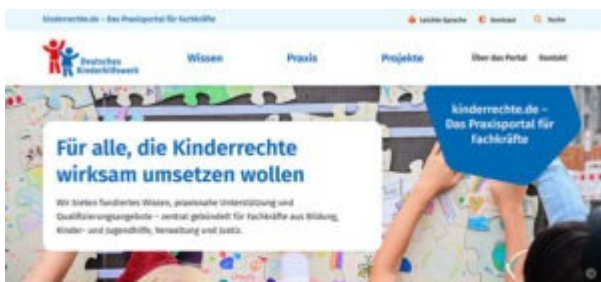 kinderrechte.de – Das Praxisportal für Fachkräfte
Leichte Sprache Kontrast Suche
Deutsches
Kinderhilfswerk
Wissen Praxis Projekte Über das Portal Kontakt
kinderrechte.de –
Das Praxisportal für
Fachkräfte
Für alle, die Kinderrechte
wirksam umsetzen wollen
Wir bieten fundiertes Wissen, praxisnahe Unterstützung und
Qualifizierungsangebote – zentral gebündelt für Fachkräfte aus Bildung,
Kinder- und Jugendhilfe, Verwaltung und Justiz.